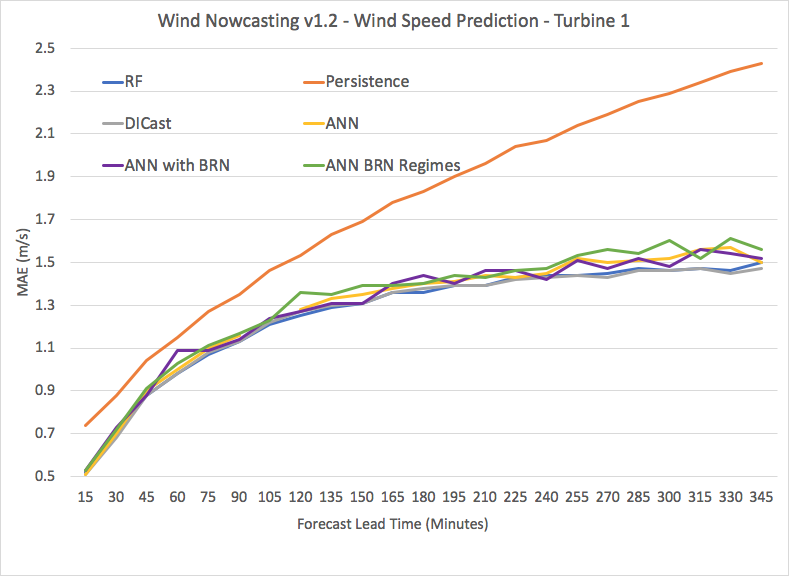 Wind Nowcasting v1.2 - Wind Speed Prediction - Turbine 1
2.5
2.3
2.1
1.9
1.7
1.5
1.3
1.1
0.9
0.7
0.5
MAE (m/s)
RF Persistence
DICast ANN
ANN with BRN ANN BRN Regimes
15 30 45 60 75 90 105 120 135 150 165 180 195 210 225 240 255 270 285 300 315 330 345
Forecast Lead Time (Minutes)